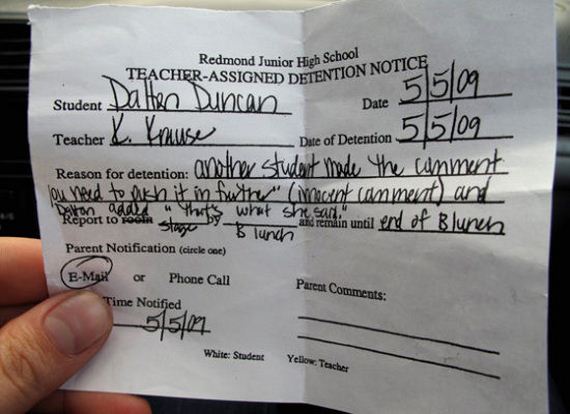 Redmond Junior High School
TEACHER-ASSIGNED DETENTION NOTICE
Student Dalton Duncan Date 5/5/09
Teacher K. Krause Date of Detention 5/5/09
Reason for detention: another student made the comment
"you need to push it in further" (innocent comment) and
Dalton added "that's what she said."
Report to room stage by B lunch and remain until end of B lunch
Parent Notification (circle one)
E-Mail or Phone Call Parent Comments:
Time Notified
5/5/09
White: Student Yellow: Teacher